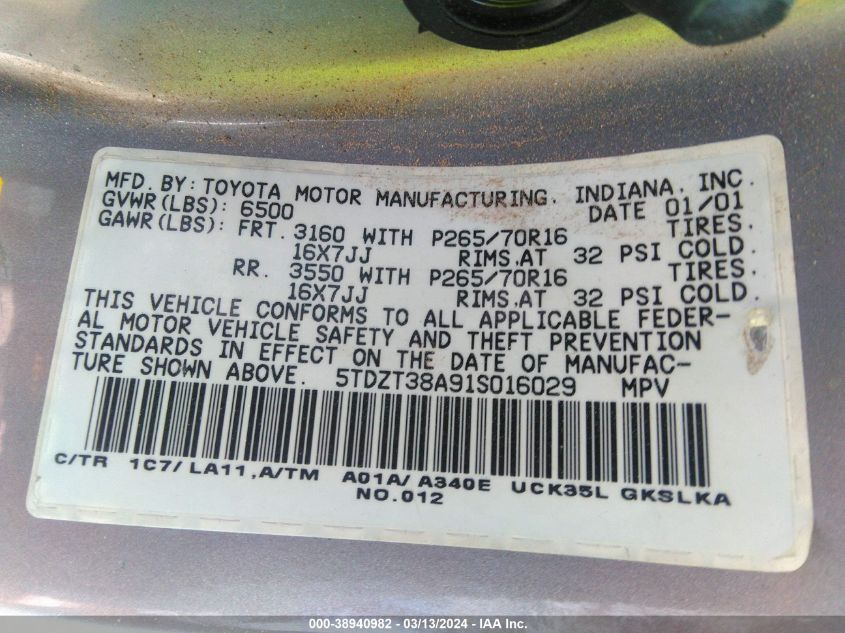 MFD. BY: TOYOTA MOTOR MANUFACTURING, INDIANA, INC.
GVWR(LBS): 6500 DATE 01/01
GAWR(LBS): FRT. 3160 WITH P265/70R16 TIRES.
16X7JJ RIMS.AT 32 PSI COLD.
RR. 3550 WITH P265/70R16 TIRES.
16X7JJ RIMS.AT 32 PSI COLD.
THIS VEHICLE CONFORMS TO ALL APPLICABLE FEDER-
AL MOTOR VEHICLE SAFETY AND THEFT PREVENTION
STANDARDS IN EFFECT ON THE DATE OF MANUFAC-
TURE SHOWN ABOVE. 5TDZT38A91S016029 MPV
C/TR 1C7/LA11,A/TM A01A/A340E UCK35L GKSLKA
NO.012
000-38940982 - 03/13/2024 - IAA Inc.